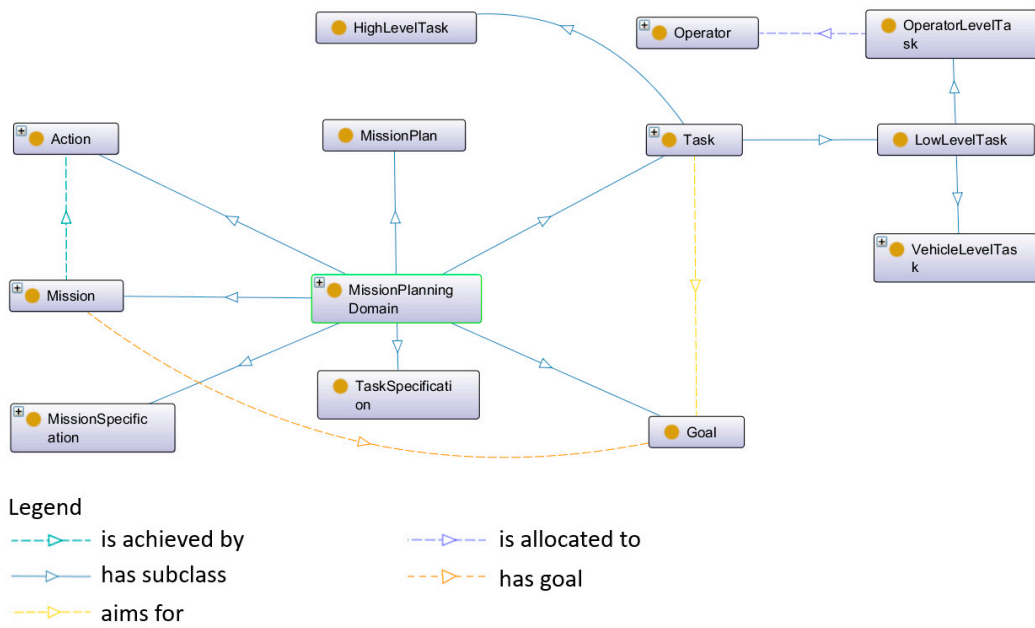 HighLevelTask
Operator
OperatorLevelTa
sk
Action
MissionPlan
Task
LowLevelTask
VehicleLevelTas
k
Mission
MissionPlanning
Domain
TaskSpecificati
on
MissionSpecific
ation
Goal
Legend
is achieved by
is allocated to
has subclass
has goal
aims for